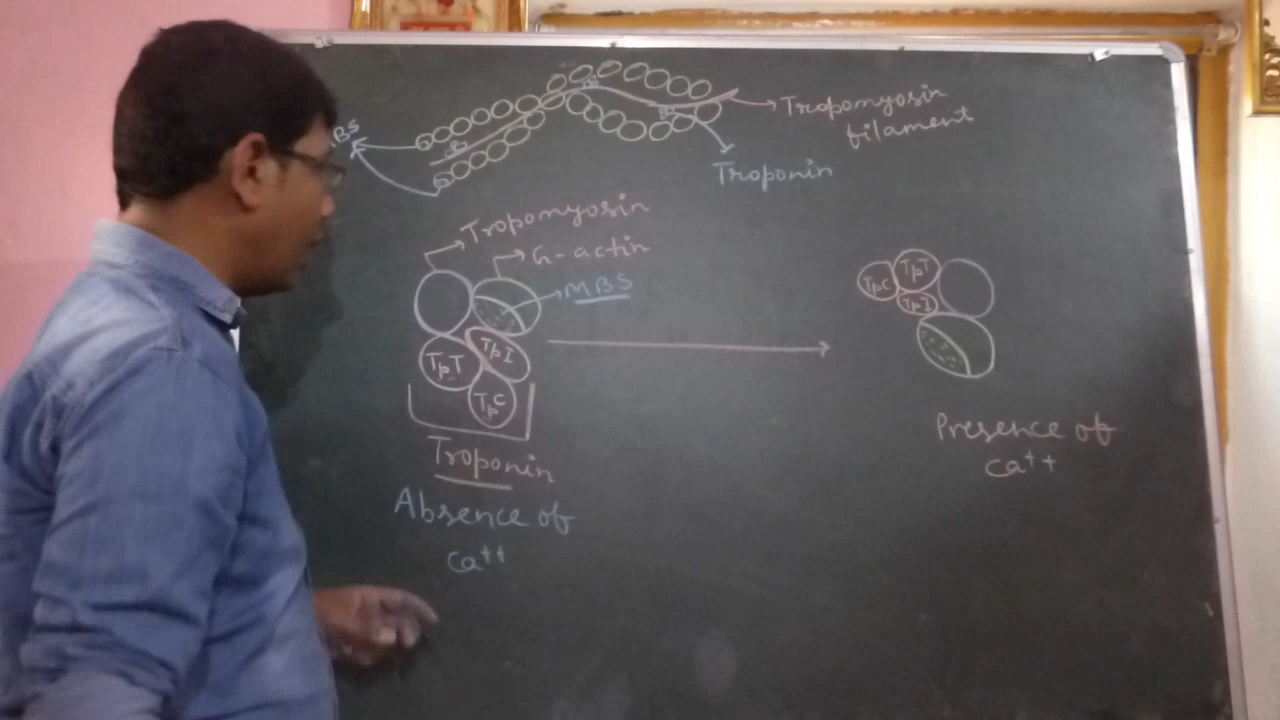 BS
Tropomyosin
filament
Troponin
Tropomyosin
G-actin
MBS
TpT
TpI
TpC
Troponin
Absence of
Ca++
TpC
TpT
TpI
Presence of
Ca++